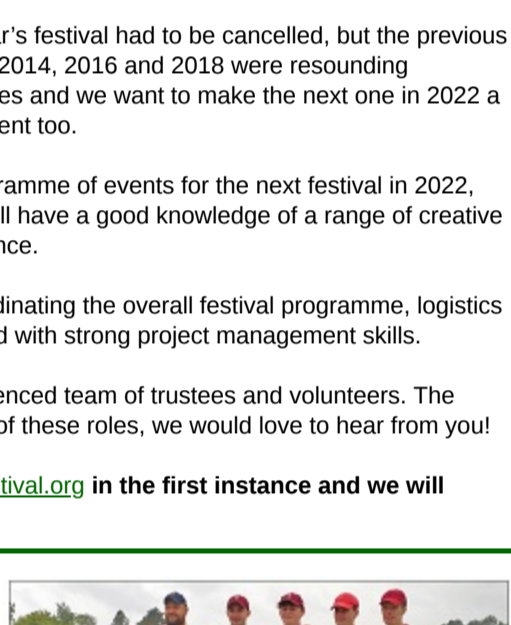 r's festival had to be cancelled, but the previous
2014, 2016 and 2018 were resounding
es and we want to make the next one in 2022 a
ent too.
ramme of events for the next festival in 2022,
ll have a good knowledge of a range of creative
nce.
dinating the overall festival programme, logistics
d with strong project management skills.
enced team of trustees and volunteers. The
of these roles, we would love to hear from you!
tival.org in the first instance and we will